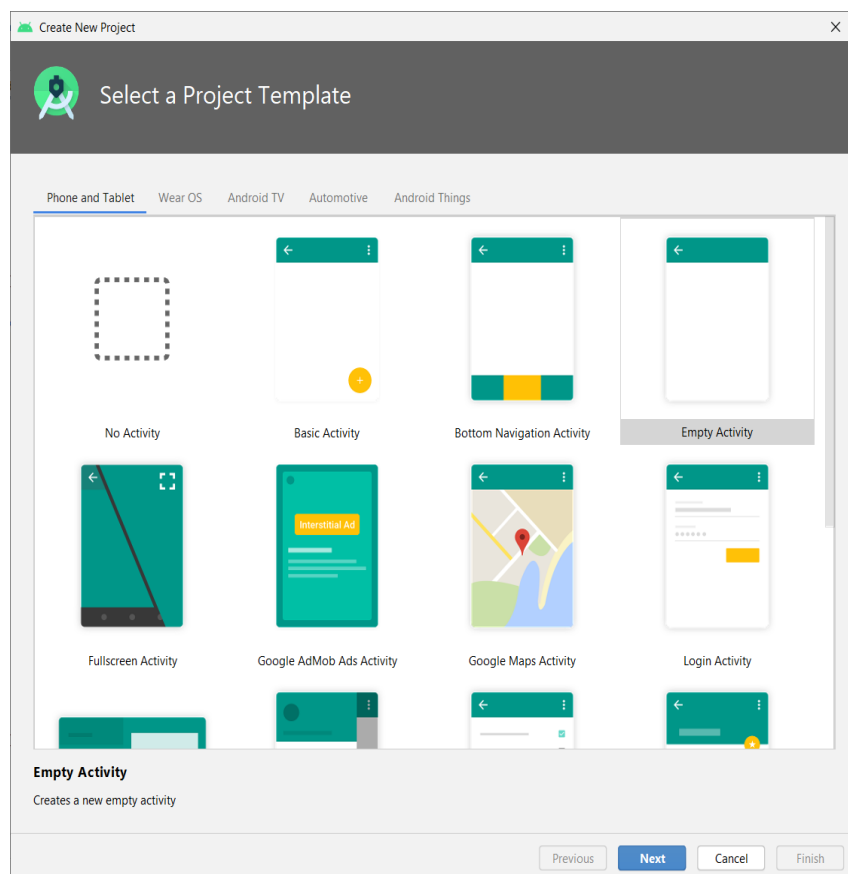 Create New Project
Select a Project Template
Phone and Tablet Wear OS Android TV Automotive Android Things
No Activity Basic Activity Bottom Navigation Activity Empty Activity
Interstitial Ad
Fullscreen Activity Google AdMob Ads Activity Google Maps Activity Login Activity
Empty Activity
Creates a new empty activity
Previous Next Cancel Finish